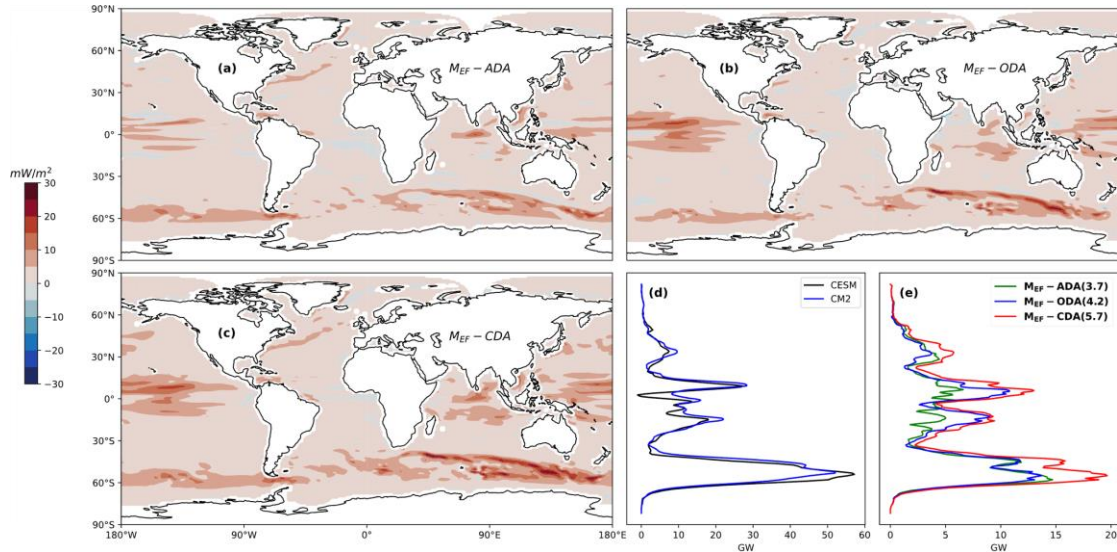 90°N
60°N
30°N
0°
30°S
60°S
90°S
(a)
M_EF − ADA
(b)
M_EF − ODA
mW/m²
30
20
10
0
−10
−20
−30
90°N
60°N
30°N
0°
30°S
60°S
90°S
180°W
90°W
0°
90°E
180°E
(c)
M_EF − CDA
(d)
CESM
CM2
0
10
20
30
40
50
60
GW
(e)
M_EF − ADA(3.7)
M_EF − ODA(4.2)
M_EF − CDA(5.7)
0
5
10
15
20
GW